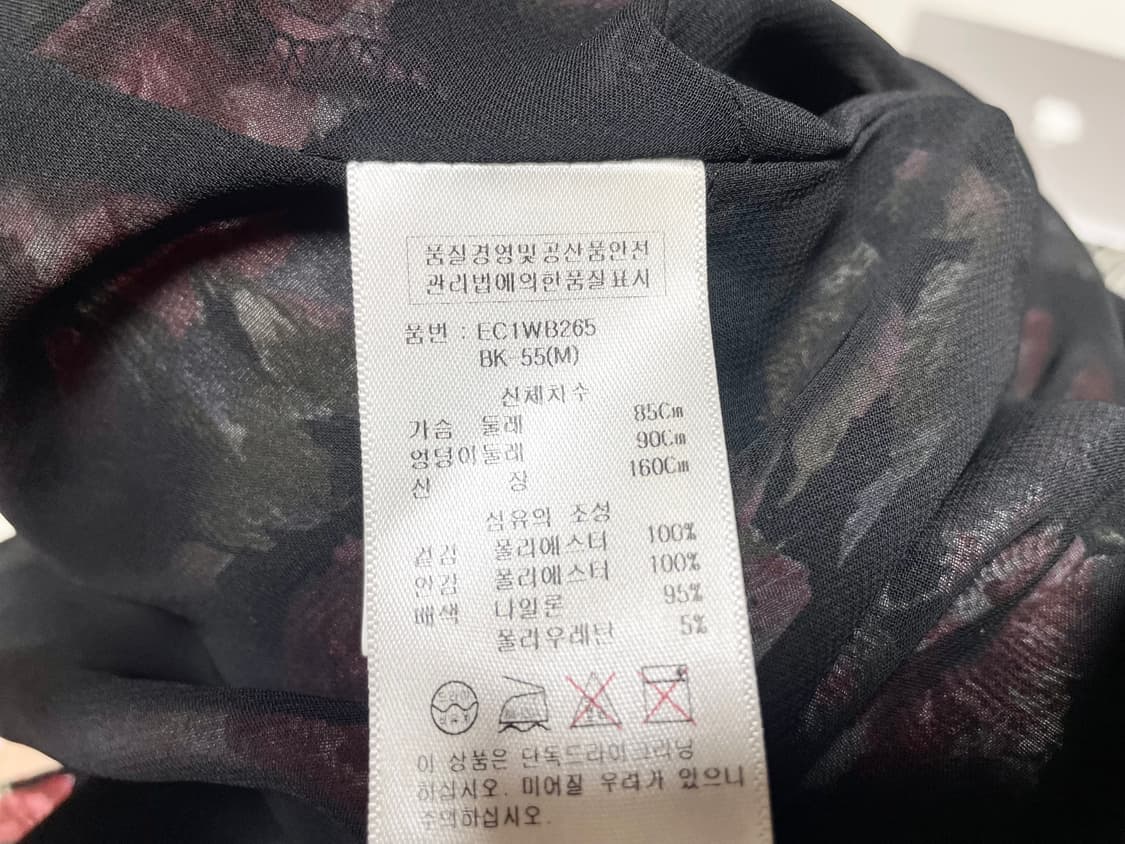 품질경영및공산품안전
관리법에의한품질표시
품번 : EC1WB265
BK 55(M)
신체치수
가슴 둘레 85Cm
엉덩이둘레 90Cm
신 장 160Cm
섬유의 조성
겉감 폴리에스터 100%
안감 폴리에스터 100%
배색 나일론 95%
폴리우레탄 5%
이 상품은 단독드라이크리닝
하십시오. 미어질 우려가 있으니
주의하십시오.